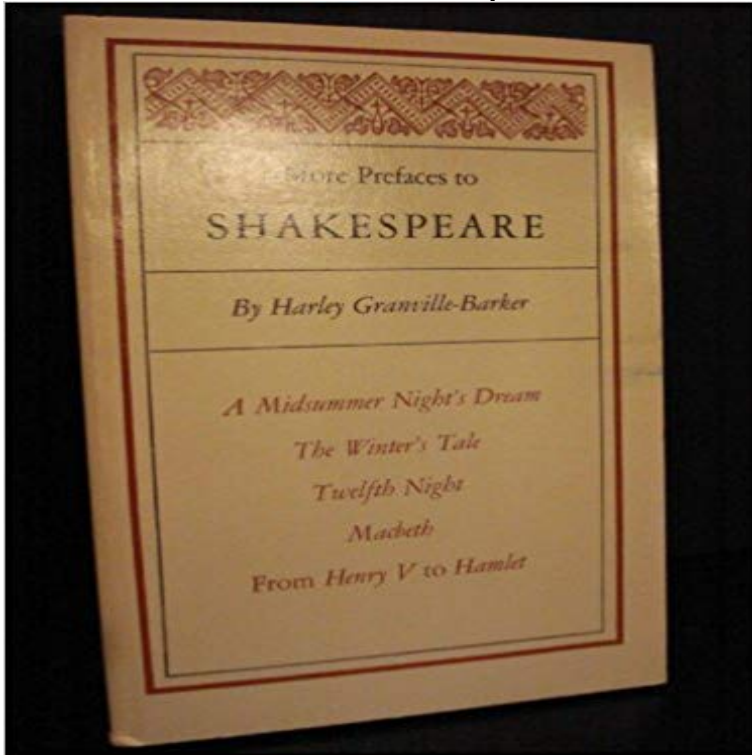 More Prefaces to
SHAKESPEARE
By Harley Granville-Barker
A Midsummer Night's Dream
The Winter's Tale
Twelfth Night
Macbeth
From Henry V to Hamlet